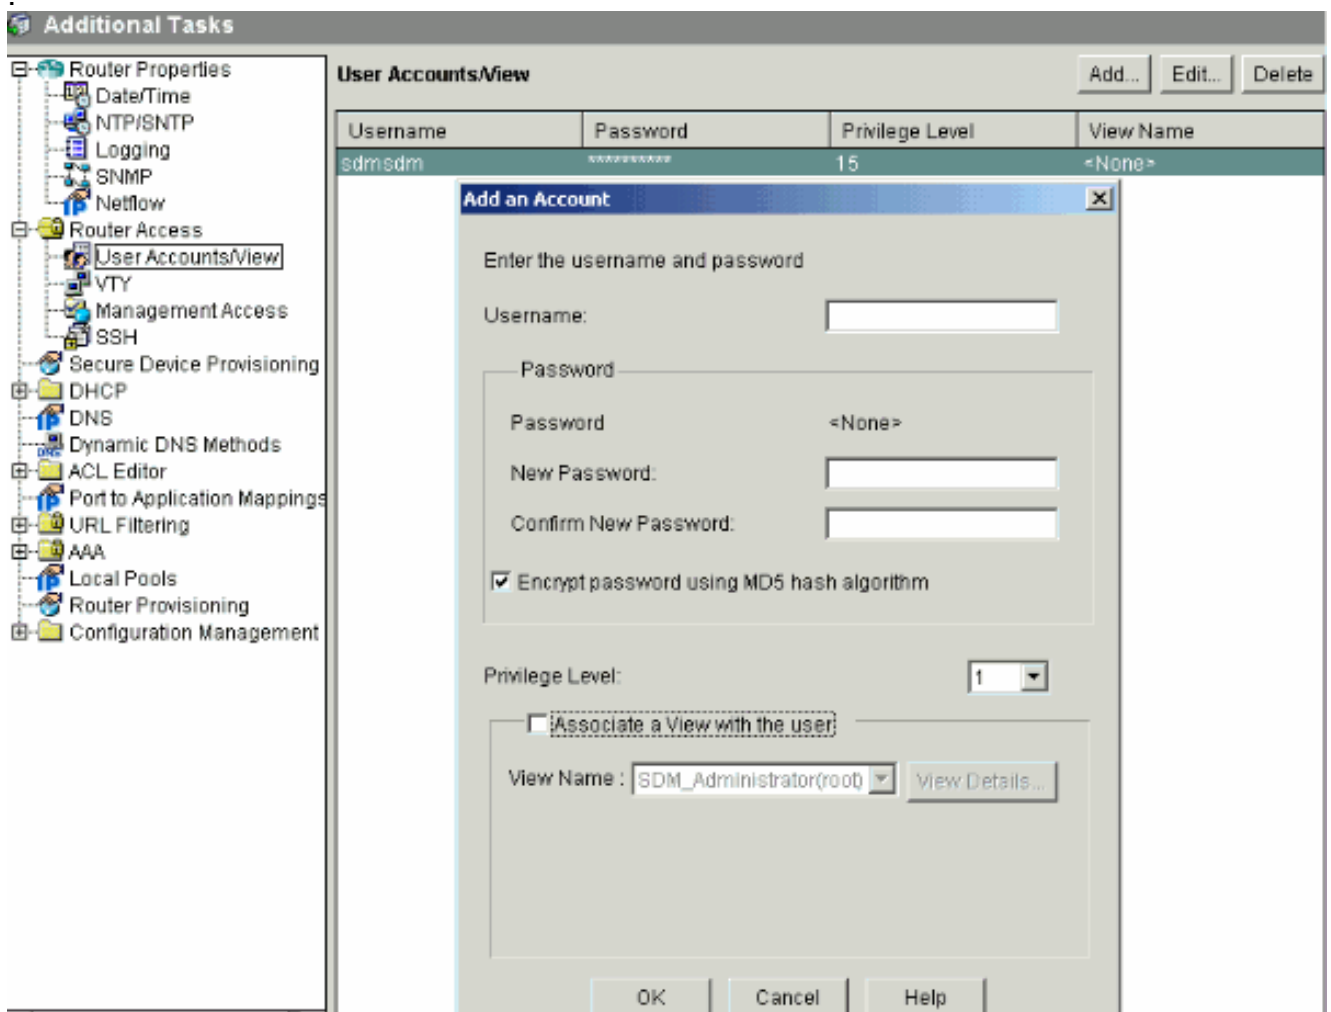 Additional Tasks
Router Properties
Date/Time
NTP/SNTP
Logging
SNMP
Netflow
Router Access
User Accounts/View
VTY
Management Access
SSH
Secure Device Provisioning
DHCP
DNS
Dynamic DNS Methods
ACL Editor
Port to Application Mappings
URL Filtering
AAA
Local Pools
Router Provisioning
Configuration Management
User Accounts/View
Add... Edit... Delete
Username Password Privilege Level View Name
sdmsdm ********** 15 <None>
Add an Account
Enter the username and password
Username:
Password
Password <None>
New Password:
Confirm New Password:
Encrypt password using MD5 hash algorithm
Privilege Level: 1
Associate a View with the user
View Name : SDM_Administrator(root) View Details...
OK Cancel Help